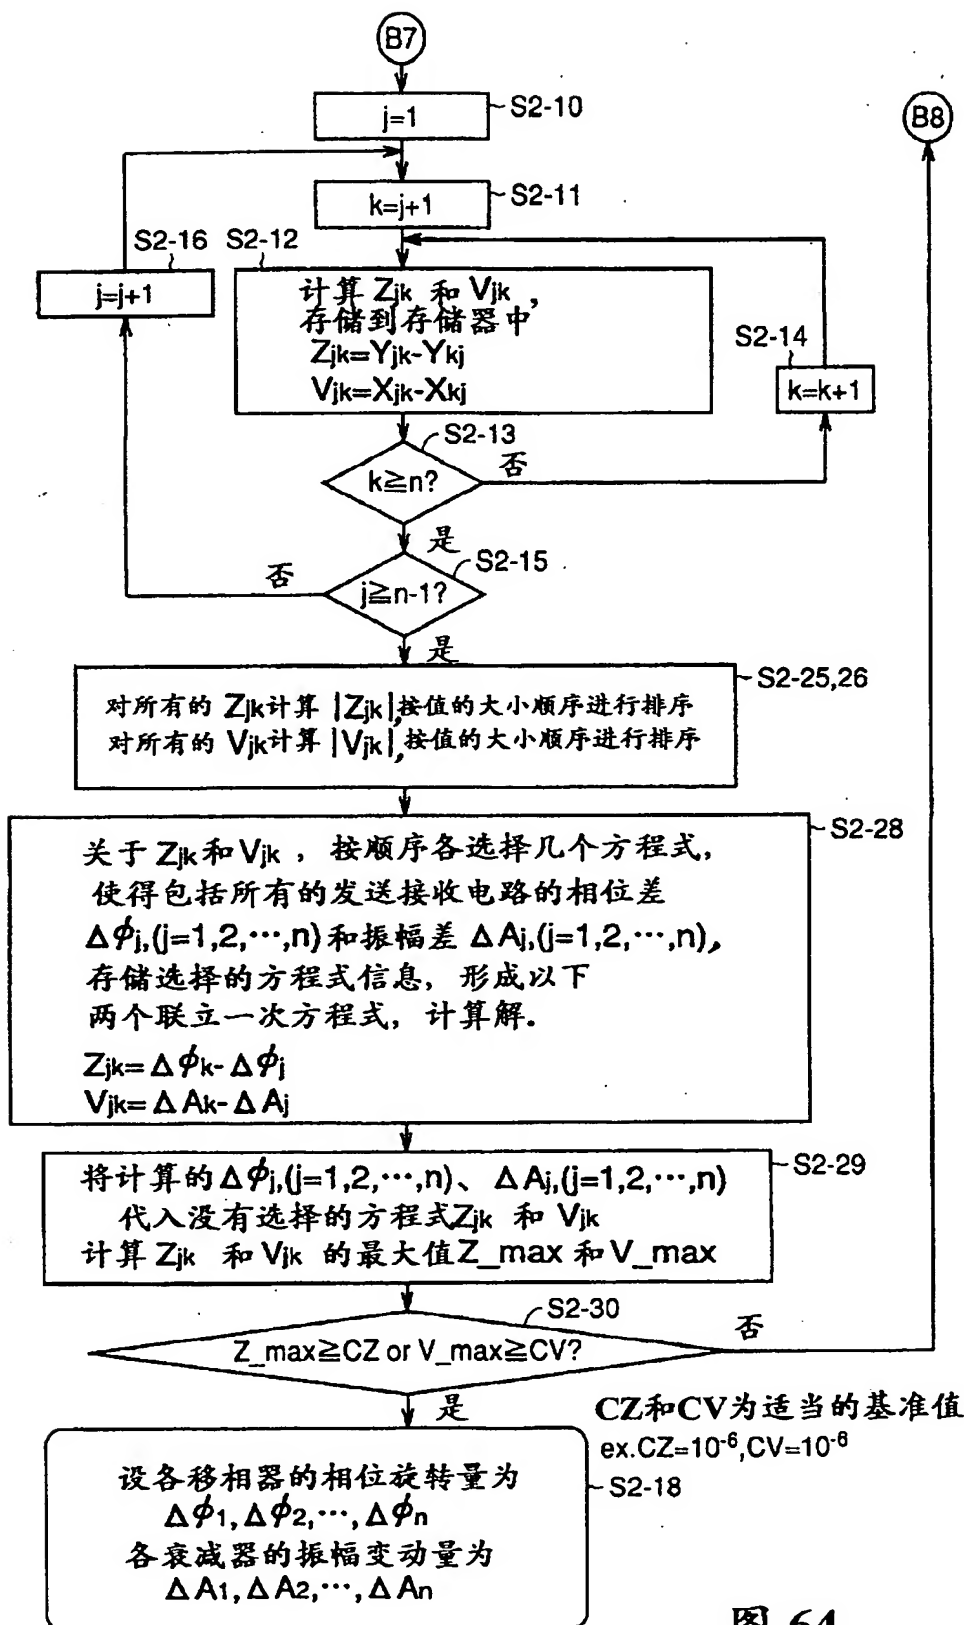 B7
j=1
S2-10
B8
k=j+1
S2-11
S2-16
S2-12
j=j+1
计算 Zjk 和 Vjk ,
存储到存储器中
Zjk=Yjk-Ykj
Vjk=Xjk-Xkj
S2-14
k=k+1
S2-13
k≧n?
否
是
S2-15
否
j≧n-1?
是
S2-25,26
对所有的 Zjk计算 |Zjk|,按值的大小顺序进行排序
对所有的 Vjk计算 |Vjk|,按值的大小顺序进行排序
S2-28
关于 Zjk和Vjk , 按顺序各选择几个方程式,
使得包括所有的发送接收电路的相位差
Δϕj,(j=1,2,⋯,n)和振幅差 ΔAj,(j=1,2,⋯,n),
存储选择的方程式信息, 形成以下
两个联立一次方程式, 计算解.
Zjk=Δϕk-Δϕj
Vjk=ΔAk-ΔAj
S2-29
将计算的Δϕj,(j=1,2,⋯,n)、 ΔAj,(j=1,2,⋯,n)
代入没有选择的方程式Zjk 和 Vjk
计算 Zjk 和 Vjk 的最大值Z_max 和 V_max
S2-30
否
Z_max≧CZ or V_max≧CV?
是
CZ和CV为适当的基准值
ex.CZ=10⁻⁶,CV=10⁻⁶
S2-18
设各移相器的相位旋转量为
Δϕ1,Δϕ2,⋯,Δϕn
各衰减器的振幅变动量为
ΔA1,ΔA2,⋯,ΔAn
图 64